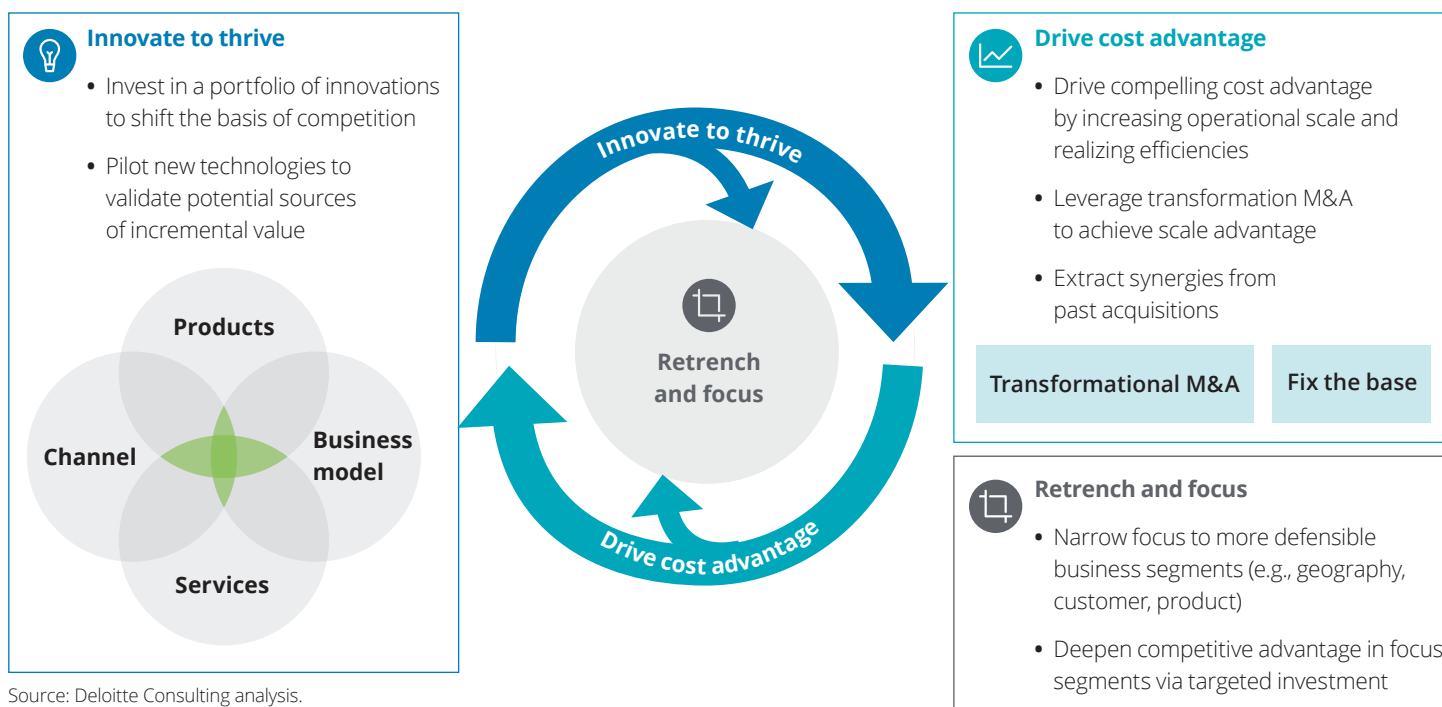 Innovate to thrive
• Invest in a portfolio of innovations
to shift the basis of competition
• Pilot new technologies to
validate potential sources
of incremental value
Products
Channel
Business
model
Services
Source: Deloitte Consulting analysis.
Innovate to thrive
Retrench
and focus
Drive cost advantage
Drive cost advantage
• Drive compelling cost advantage
by increasing operational scale and
realizing efficiencies
• Leverage transformation M&A
to achieve scale advantage
• Extract synergies from
past acquisitions
Transformational M&A
Fix the base
Retrench and focus
• Narrow focus to more defensible
business segments (e.g., geography,
customer, product)
• Deepen competitive advantage in focus
segments via targeted investment